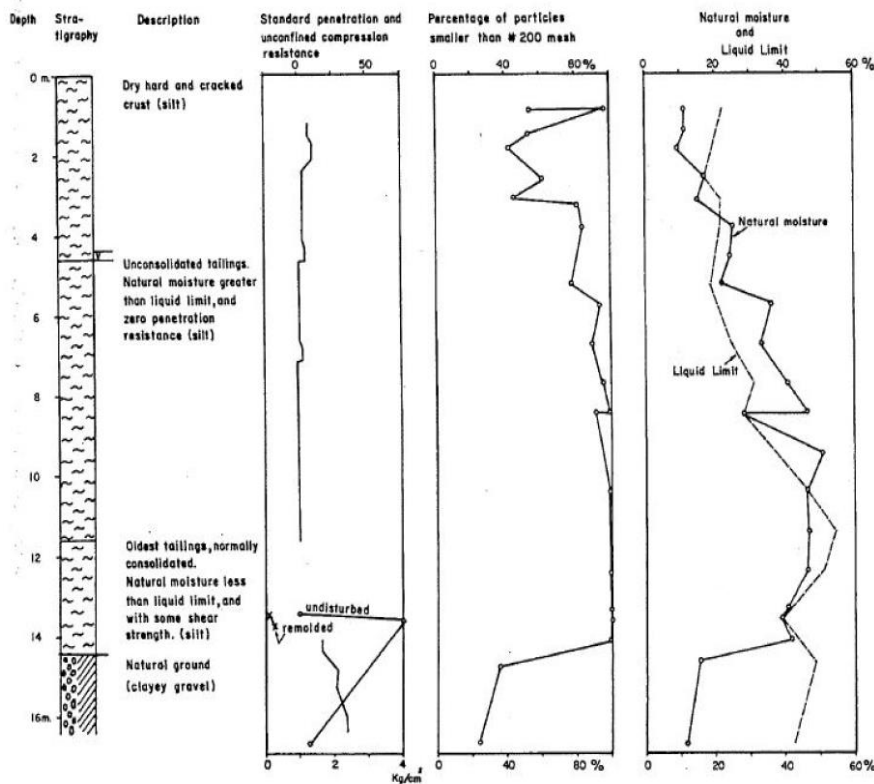 Depth
Stra-
tigraphy
Description
Standard penetration and
unconfined compression
resistance
0 50
Percentage of particles
smaller than # 200 mesh
80 %
Natural moisture
and
Liquid Limit
0 20 40 60
%
0 m.
2
4
6
8
10
12
14
16m.
Dry hard and cracked
crust (silt)
Unconsolidated tailings.
Natural moisture greater
than liquid limit, and
zero penetration
resistance (silt)
Oldest tailings, normally
consolidated.
Natural moisture less
than liquid limit, and
with some shear
strength. (silt)
Natural ground
(clayey gravel)
undisturbed
remolded
Natural moisture
Liquid Limit
0 2 4
Kg/cm²
40 80 %
0 20 40 60 %